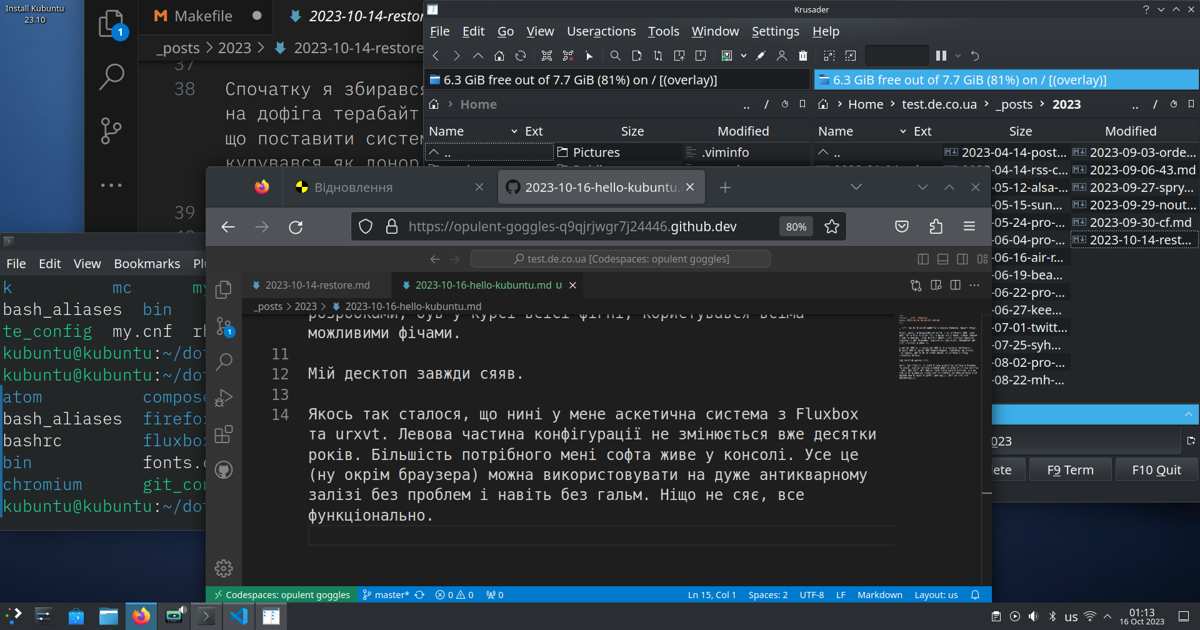 Install Kubuntu
23.10
1
Makefile
2023-10-14-restor
_posts
2023
2023-10-14-restore
37
38
Спочатку я збирався
на дофіга терабайт
що поставити систем
купувався як донор
39
Krusader
File Edit Go View Useractions Tools Window Settings Help
6.3 GiB free out of 7.7 GiB (81%) on / [(overlay)]
Home
.. /
Name Ext Size Modified
..
Pictures
.viminfo
6.3 GiB free out of 7.7 GiB (81%) on / [(overlay)]
Home test.de.co.ua _posts 2023
.. /
Name Ext Size Modified
..
2023-04-14-post...
-04-14-rss-c...
-05-12-alsa-...
-05-15-sun...
-05-24-pro-...
-06-04-pro-...
-06-16-air-r...
-06-19-bea...
-06-22-pro-...
-06-27-kee...
-07-01-twitt...
-07-25-syh...
-08-02-pro-...
-08-22-mh-...
2023-09-03-orde...
2023-09-06-43.md
2023-09-27-spry...
2023-09-29-nout...
2023-09-30-cf.md
2023-10-14-rest...
023
ete
F9 Term
F10 Quit
File Edit View Bookmarks Plu
k mc my
bash_aliases bin
te_config my.cnf rl
kubuntu@kubuntu:~/dot
kubuntu@kubuntu:~/dot
atom compos
bash_aliases firefo
bashrc fluxbo
bin fonts.c
chromium git_con
kubuntu@kubuntu:~/dot
Відновлення
2023-10-16-hello-kubuntu.
https://opulent-goggles-q9qjrjwgr7j24446.github.dev
80%
test.de.co.ua [Codespaces: opulent goggles]
2023-10-14-restore.md
2023-10-16-hello-kubuntu.md U
_posts 2023 2023-10-16-hello-kubuntu.md
1
розробками, був у курсі всієї фігні, користувався всіма
можливими фічами.
11
12 Мій десктоп завжди сяяв.
13
14 Якось так сталося, що нині у мене аскетична система з Fluxbox
та urxvt. Левова частина конфігурації не змінюється вже десятки
років. Більшість потрібного мені софта живе у консолі. Усе це
(ну окрім браузера) можна використовувати на дуже антикварному
залізі без проблем і навіть без гальм. Ніщо не сяє, все
функціонально.
Codespaces: opulent goggles
master*
0 0
0
Ln 15, Col 1
Spaces: 2
UTF-8
LF
Markdown
Layout: us
us
01:13
16 Oct 2023